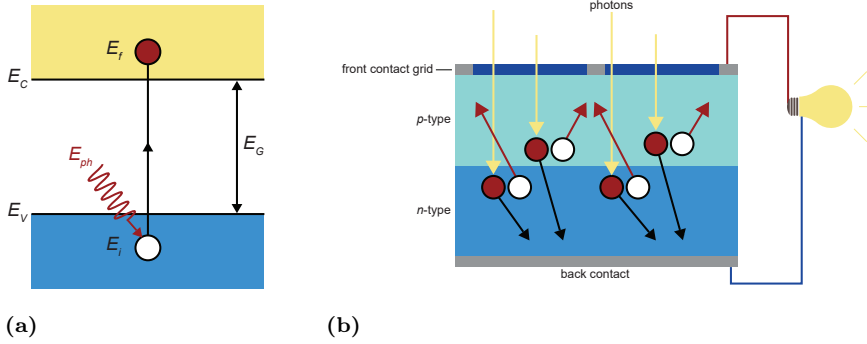 E_f
E_C
E_G
E_ph
E_V
E_i
(a)
photons
front contact grid
p-type
n-type
back contact
(b)